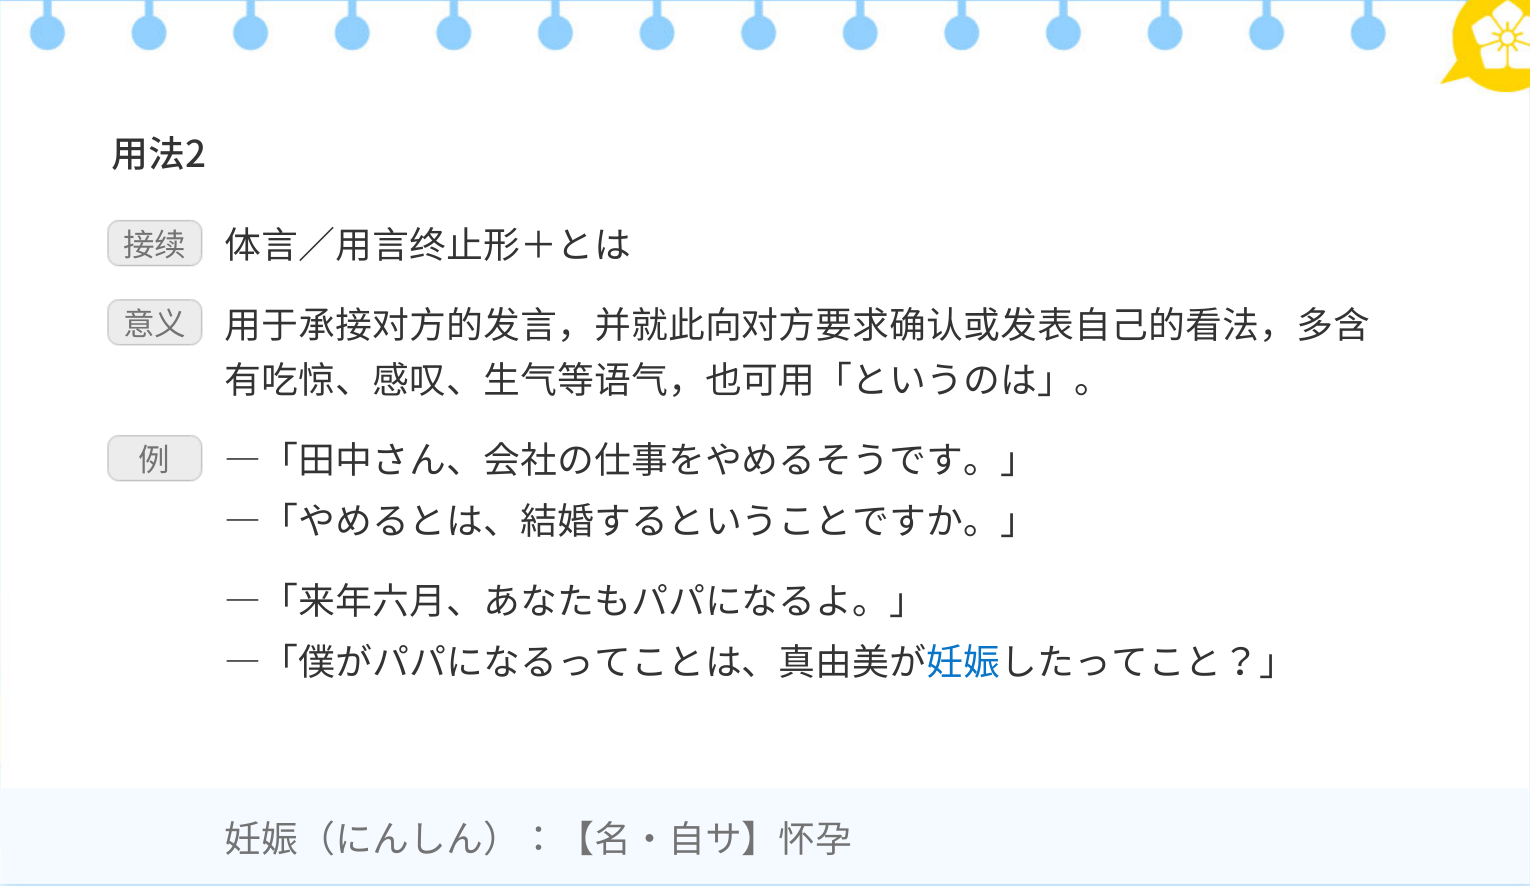 用法2
接续 体言／用言终止形＋とは
意义 用于承接对方的发言，并就此向对方要求确认或发表自己的看法，多含
有吃惊、感叹、生气等语气，也可用「というのは」。
例 —「田中さん、会社の仕事をやめるそうです。」
—「やめるとは、結婚するということですか。」
—「来年六月、あなたもパパになるよ。」
—「僕がパパになるってことは、真由美が妊娠したってこと？」
妊娠（にんしん）：【名・自サ】怀孕